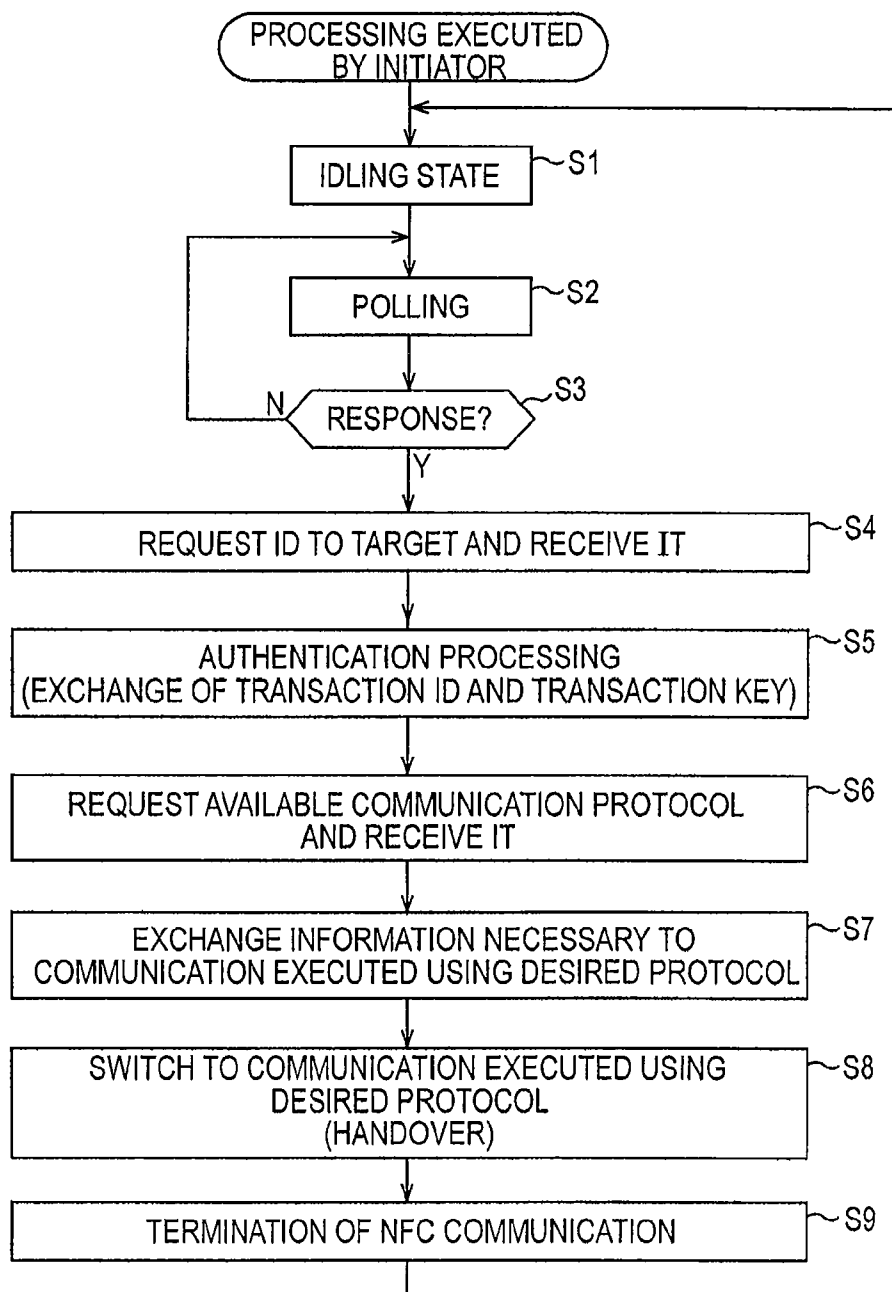 PROCESSING EXECUTED
BY INITIATOR
IDLING STATE
S1
POLLING
S2
RESPONSE?
S3
N
Y
REQUEST ID TO TARGET AND RECEIVE IT
S4
AUTHENTICATION PROCESSING
(EXCHANGE OF TRANSACTION ID AND TRANSACTION KEY)
S5
REQUEST AVAILABLE COMMUNICATION PROTOCOL
AND RECEIVE IT
S6
EXCHANGE INFORMATION NECESSARY TO
COMMUNICATION EXECUTED USING DESIRED PROTOCOL
S7
SWITCH TO COMMUNICATION EXECUTED USING
DESIRED PROTOCOL
(HANDOVER)
S8
TERMINATION OF NFC COMMUNICATION
S9